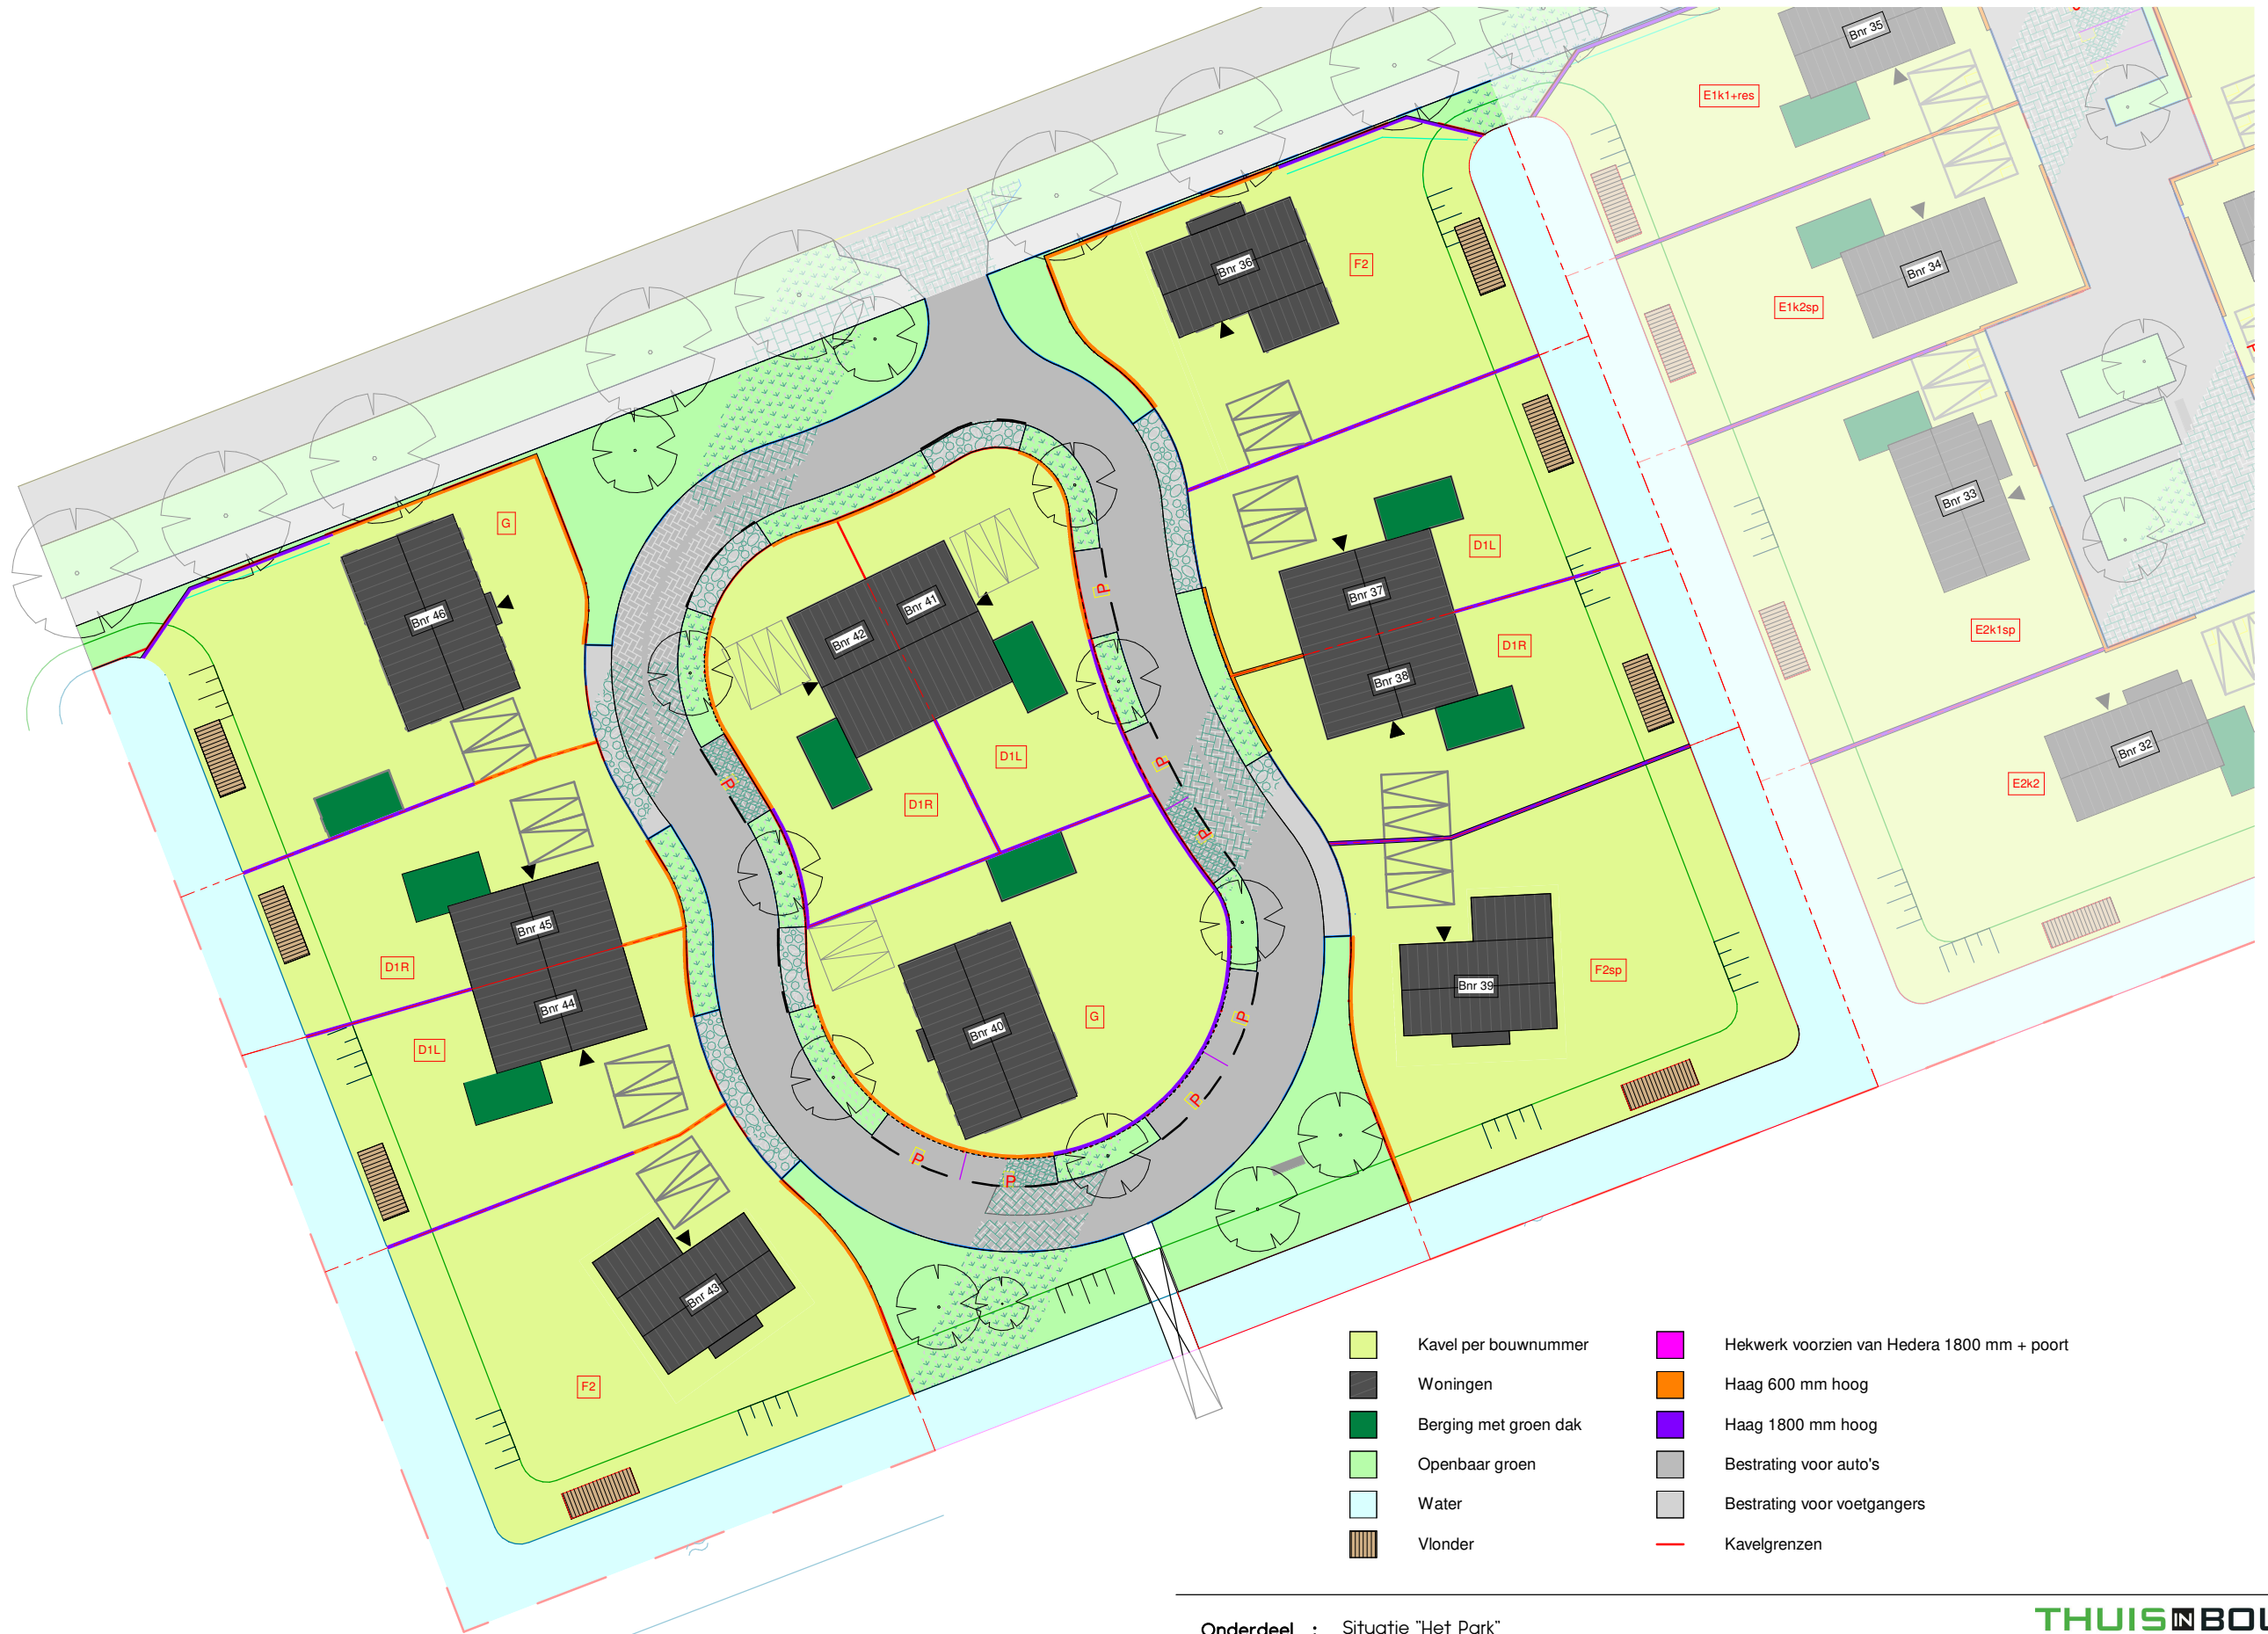 Bnr 35
E1k1+res
Bnr 36
F2
Bnr 34
E1k2sp
Bnr 33
G
D1L
Bnr 46
Bnr 41
Bnr 42
P
Bnr 37
D1R
E2k1sp
Bnr 38
D1L
P
Bnr 32
P
E2k2
D1R
P
Bnr 45
D1R
F2sp
Bnr 39
Bnr 44
D1L
Bnr 40
G
P
P
P
P
Bnr 43
F2
Kavel per bouwnummer
Woningen
Berging met groen dak
Openbaar groen
Water
Vlonder
Hekwerk voorzien van Hedera 1800 mm + poort
Haag 600 mm hoog
Haag 1800 mm hoog
Bestrating voor auto's
Bestrating voor voetgangers
Kavelgrenzen
Onderdeel : Situatie "Het Park"
THUIS IN BOU